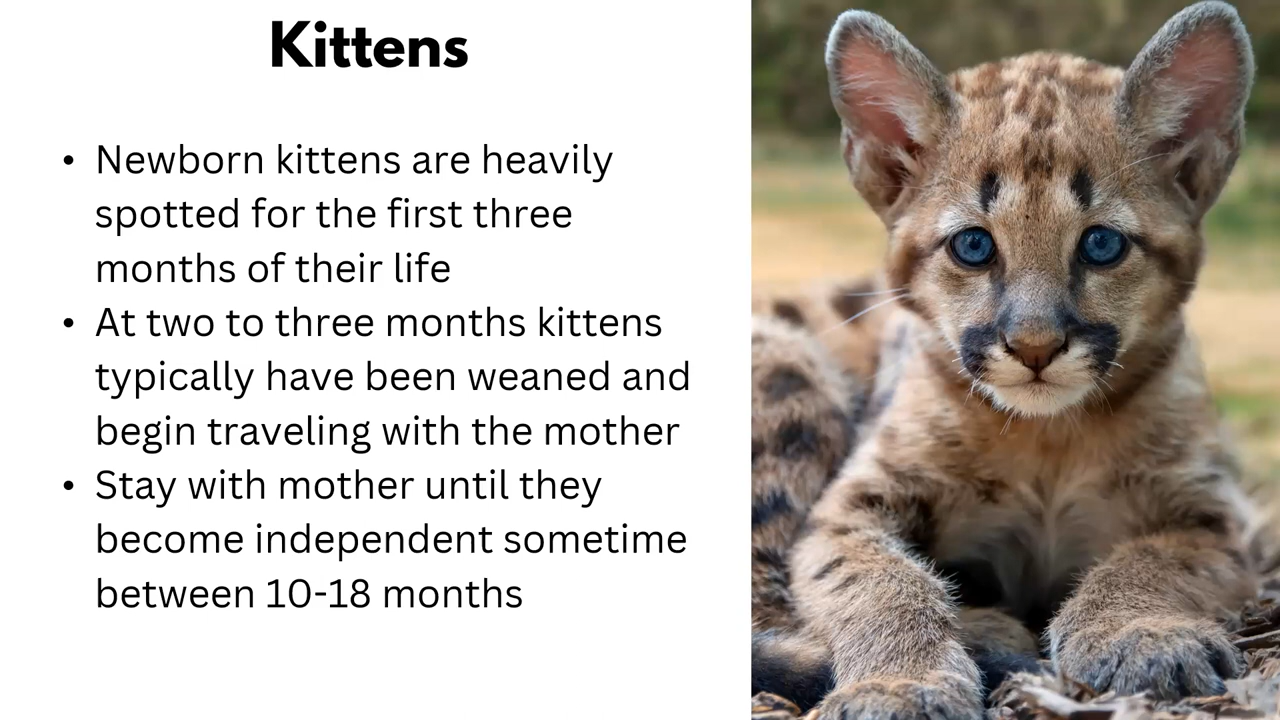 Kittens
• Newborn kittens are heavily
spotted for the first three
months of their life
• At two to three months kittens
typically have been weaned and
begin traveling with the mother
• Stay with mother until they
become independent sometime
between 10-18 months